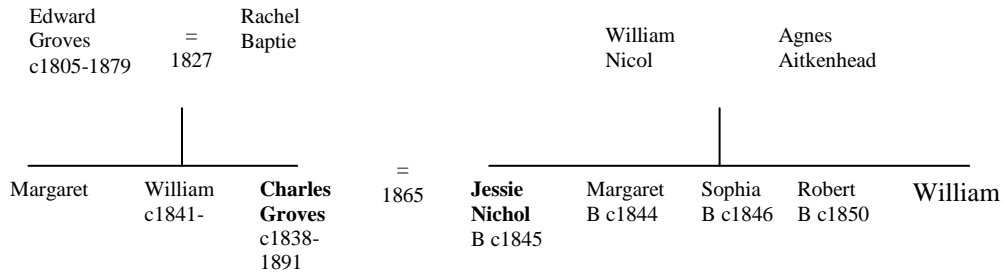 Edward
Groves
c1805-1879
=
1827
Rachel
Baptie
William
Nicol
Agnes
Aitkenhead
Margaret
William
c1841-
Charles
Groves
c1838-
1891
=
1865
Jessie
Nichol
B c1845
Margaret
B c1844
Sophia
B c1846
Robert
B c1850
William